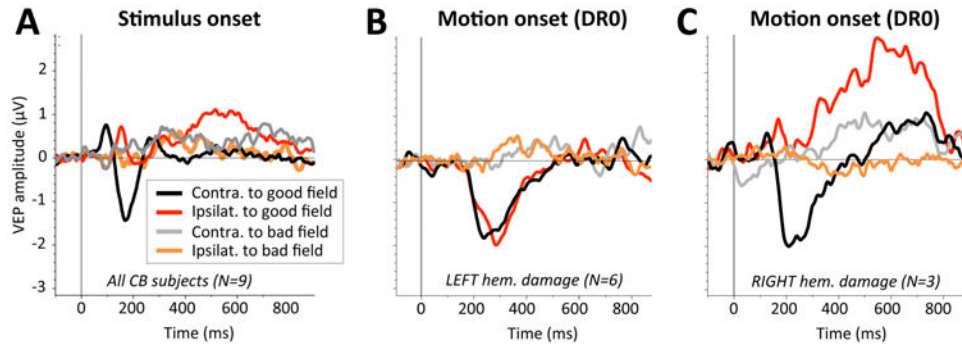 A Stimulus onset
B Motion onset (DR0)
C Motion onset (DR0)
VEP amplitude (µV)
2
1
0
-1
-2
-3
Contra. to good field
Ipsilat. to good field
Contra. to bad field
Ipsilat. to bad field
All CB subjects (N=9)
LEFT hem. damage (N=6)
RIGHT hem. damage (N=3)
0 200 400 600 800
0 200 400 600 800
0 200 400 600 800
Time (ms)
Time (ms)
Time (ms)